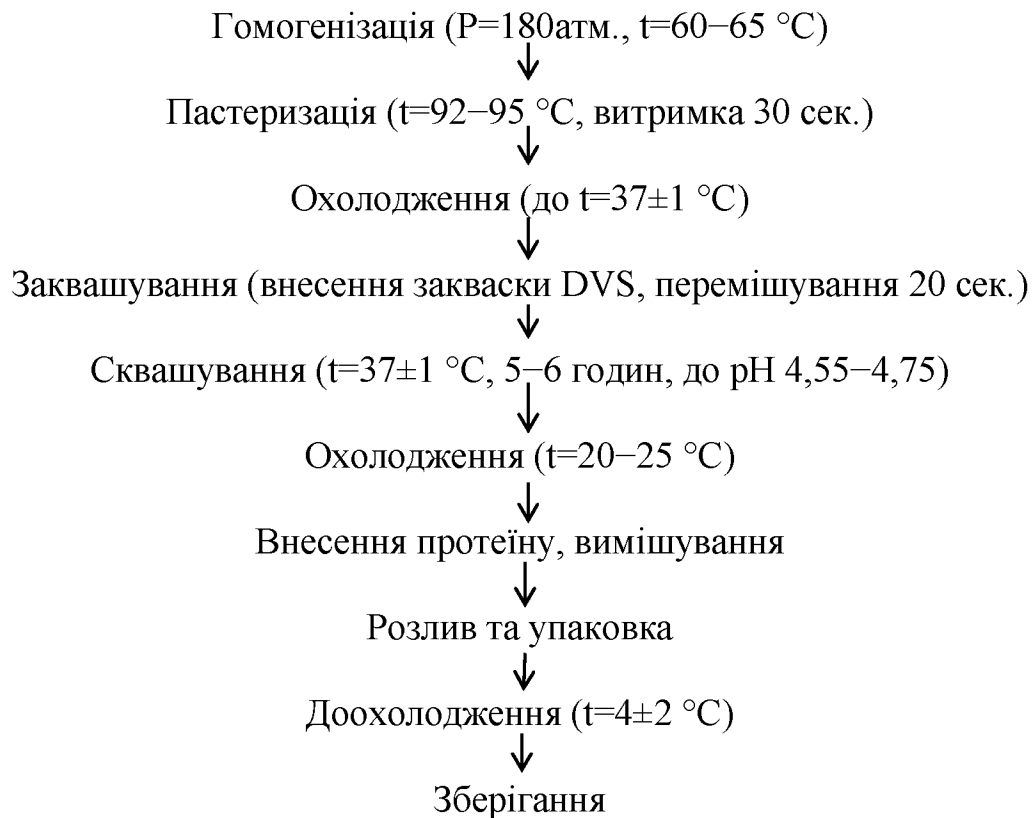 Гомогенізація (P=180атм., t=60−65 °C)
Пастеризація (t=92−95 °C, витримка 30 сек.)
Охолодження (до t=37±1 °C)
Заквашування (внесення закваски DVS, перемішування 20 сек.)
Сквашування (t=37±1 °C, 5−6 годин, до pH 4,55−4,75)
Охолодження (t=20−25 °C)
Внесення протеїну, вимішування
Розлив та упаковка
Доохолодження (t=4±2 °C)
Зберігання